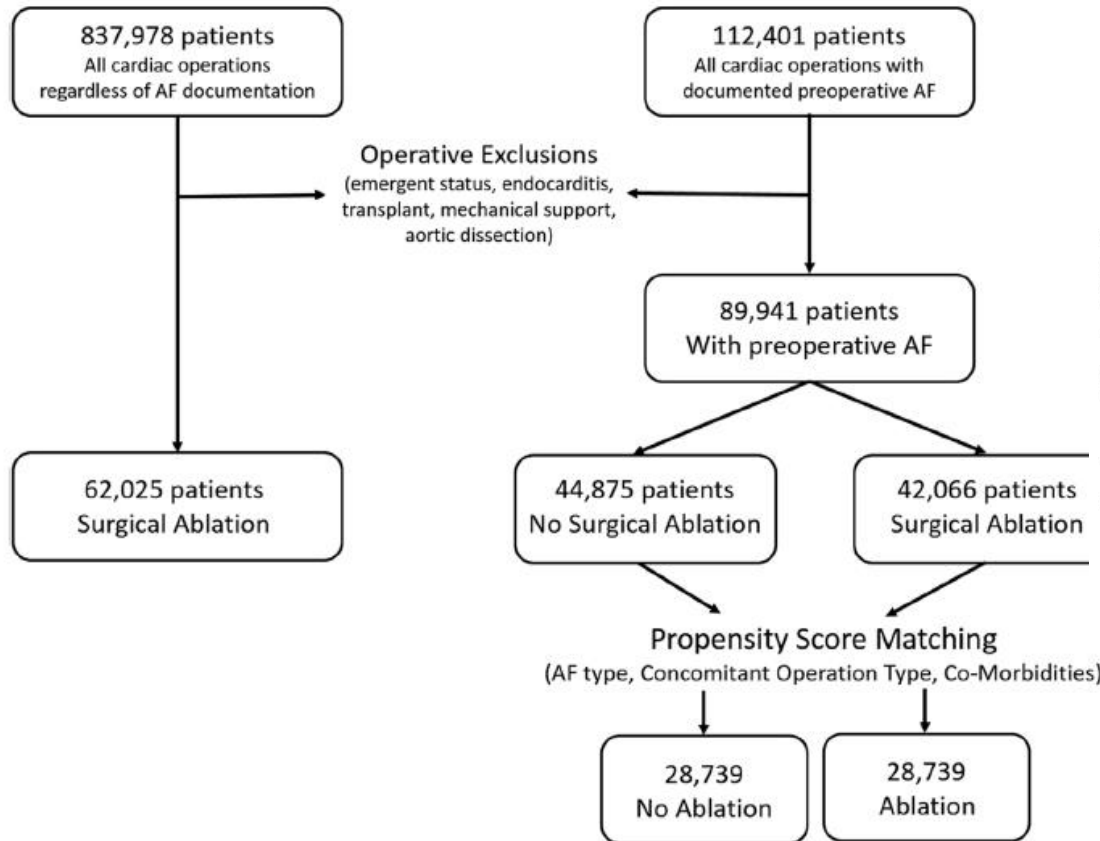 837,978 patients
All cardiac operations
regardless of AF documentation
112,401 patients
All cardiac operations with
documented preoperative AF
Operative Exclusions
(emergent status, endocarditis,
transplant, mechanical support,
aortic dissection)
89,941 patients
With preoperative AF
62,025 patients
Surgical Ablation
44,875 patients
No Surgical Ablation
42,066 patients
Surgical Ablation
Propensity Score Matching
(AF type, Concomitant Operation Type, Co-Morbidities)
28,739
No Ablation
28,739
Ablation